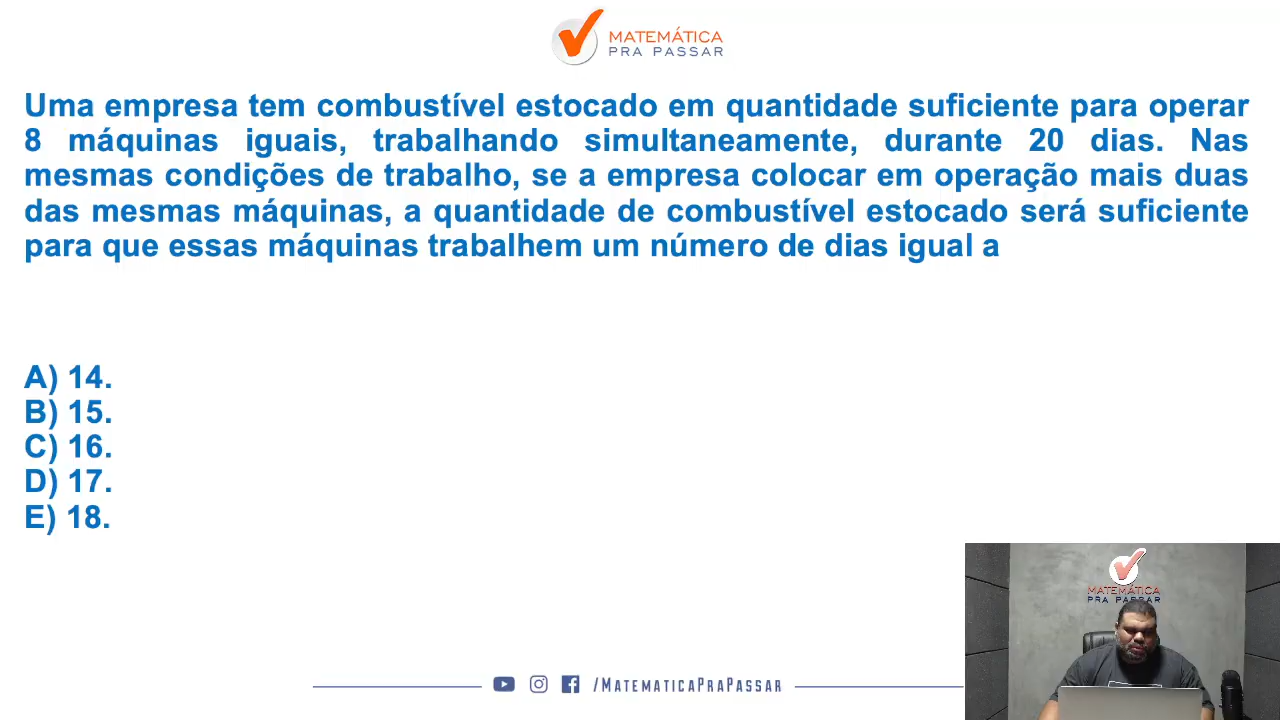 MATEMÁTICA
PRA PASSAR
Uma empresa tem combustível estocado em quantidade suficiente para operar
8 máquinas iguais, trabalhando simultaneamente, durante 20 dias. Nas
mesmas condições de trabalho, se a empresa colocar em operação mais duas
das mesmas máquinas, a quantidade de combustível estocado será suficiente
para que essas máquinas trabalhem um número de dias igual a
A) 14.
B) 15.
C) 16.
D) 17.
E) 18.
MATEMÁTICA
PRA PASSAR
/MATEMATICAPRAPASSAR